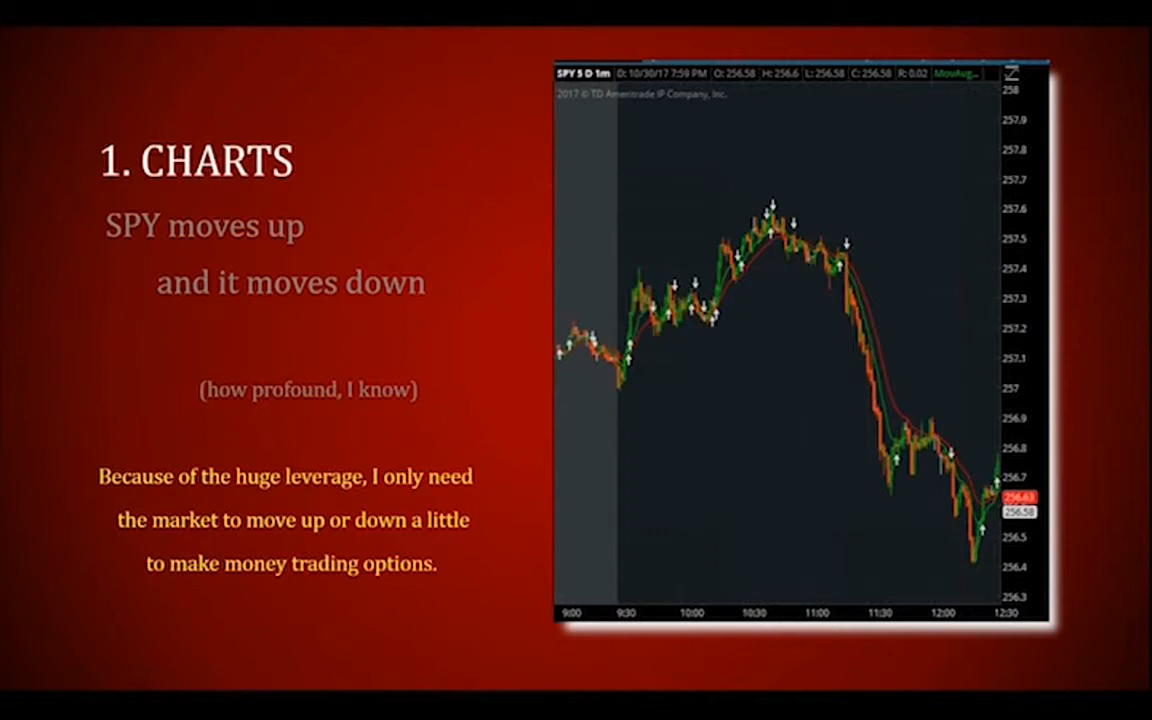 1. CHARTS
SPY moves up
and it moves down
(how profound, I know)
Because of the huge leverage, I only need
the market to move up or down a little
to make money trading options.
SPY 5 D 1m D: 10/30/17 7:59 PM O: 256.58 H: 256.6 L: 256.58 C: 256.58 R: 0.02 MovAvg...
2017 © TD Ameritrade IP Company, Inc.
258
257.9
257.8
257.7
257.6
257.5
257.4
257.3
257.2
257.1
257
256.9
256.8
256.7
256.63
256.58
256.5
256.4
256.3
9:00 9:30 10:00 10:30 11:00 11:30 12:00 12:30